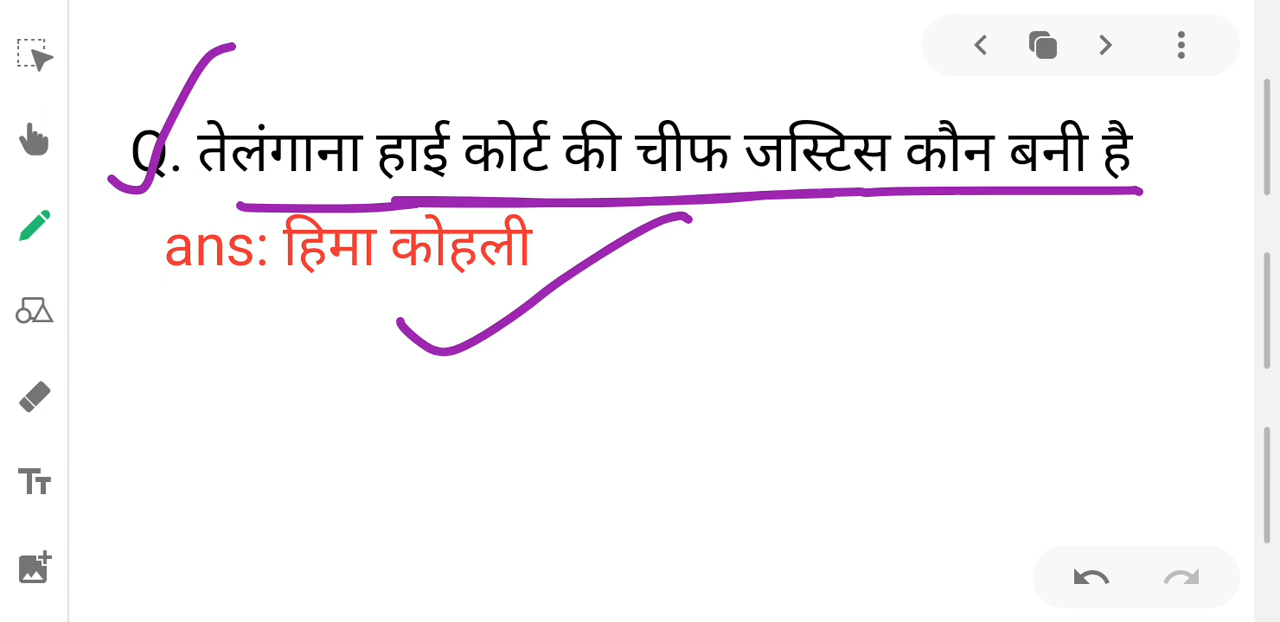 Q. तेलंगाना हाई कोर्ट की चीफ जस्टिस कौन बनी है
ans: हिमा कोहली